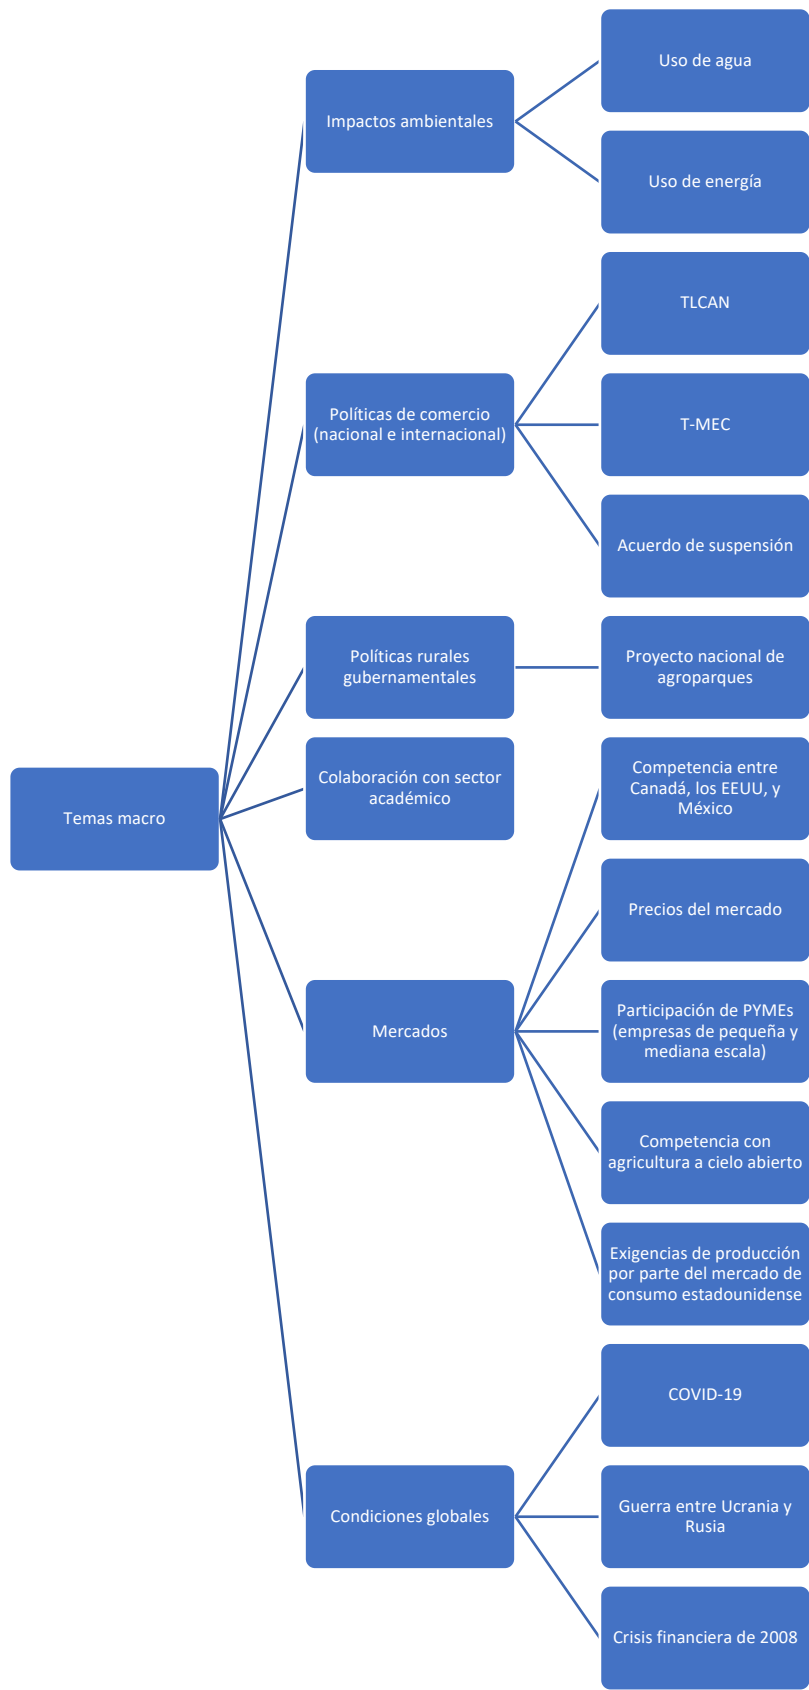 Uso de agua
Impactos ambientales
Uso de energía
TLCAN
Políticas de comercio
(nacional e internacional)
T-MEC
Acuerdo de suspensión
Políticas rurales
gubernamentales
Proyecto nacional de
agroparques
Temas macro
Colaboración con sector
académico
Competencia entre
Canadá, los EEUU, y
México
Precios del mercado
Mercados
Participación de PYMEs
(empresas de pequeña y
mediana escala)
Competencia con
agricultura a cielo abierto
Exigencias de producción
por parte del mercado de
consumo estadounidense
COVID-19
Condiciones globales
Guerra entre Ucrania y
Rusia
Crisis financiera de 2008